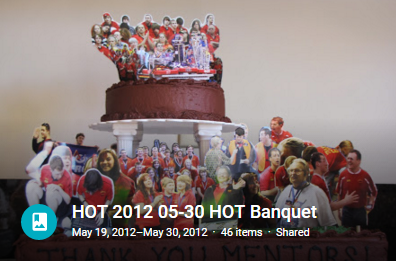 HOT 2012 05-30 HOT Banquet
May 19, 2012–May 30, 2012 · 46 items · Shared
THANK YOU MENTORS!